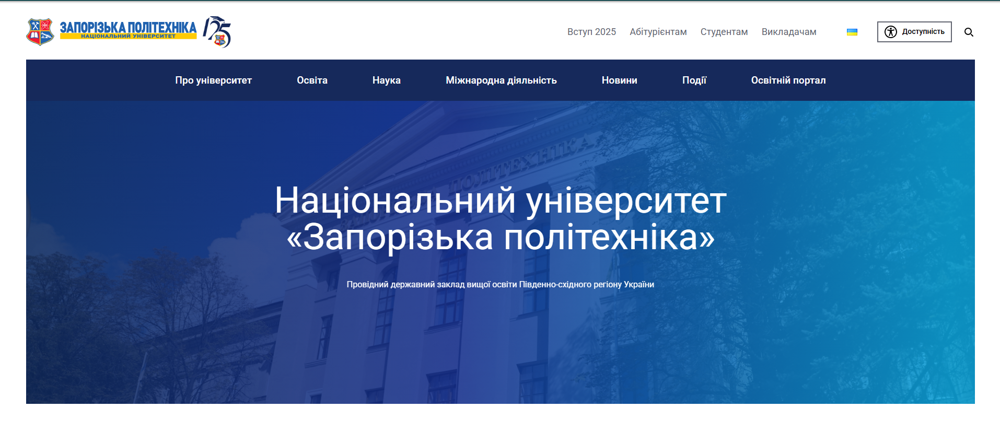 ЗАПОРІЗЬКА ПОЛІТЕХНІКА
НАЦІОНАЛЬНИЙ УНІВЕРСИТЕТ
125
Вступ 2025 Абітурієнтам Студентам Викладачам Доступність
Про університет Освіта Наука Міжнародна діяльність Новини Події Освітній портал
ПОЛІТЕХНІКА
Національний університет
«Запорізька політехніка»
Провідний державний заклад вищої освіти Південно-східного регіону України